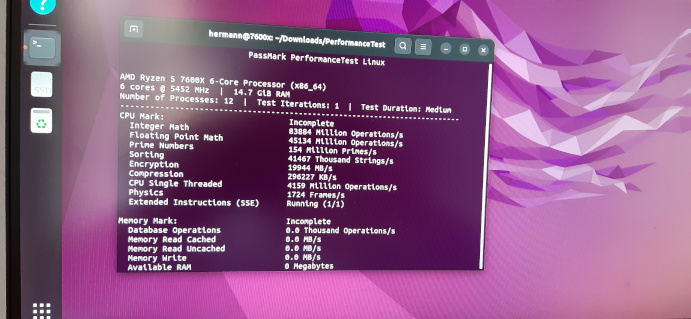 hermann@7600x: ~/Downloads/PerformanceTest
PassMark PerformanceTest Linux
AMD Ryzen 5 7600X 6-Core Processor (x86_64)
6 cores @ 5452 MHz | 14.7 GiB RAM
Number of Processes: 12 | Test Iterations: 1 | Test Duration: Medium
CPU Mark: Incomplete
Integer Math 83884 Million Operations/s
Floating Point Math 45134 Million Operations/s
Prime Numbers 154 Million Primes/s
Sorting 41467 Thousand Strings/s
Encryption 19944 MB/s
Compression 296227 KB/s
CPU Single Threaded 4159 Million Operations/s
Physics 1724 Frames/s
Extended Instructions (SSE) Running (1/1)
Memory Mark: Incomplete
Database Operations 0.0 Thousand Operations/s
Memory Read Cached 0.0 MB/s
Memory Read Uncached 0.0 MB/s
Memory Write 0.0 MB/s
Available RAM 0 Megabytes